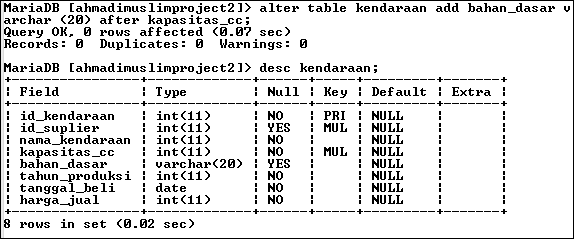 MariaDB [ahmadimuslimproject2]> alter table kendaraan add bahan_dasar v
archar (20) after kapasitas_cc;
Query OK, 0 rows affected (0.07 sec)
Records: 0  Duplicates: 0  Warnings: 0

MariaDB [ahmadimuslimproject2]> desc kendaraan;
+----------------+-------------+------+-----+---------+-------+
| Field          | Type        | Null | Key | Default | Extra |
+----------------+-------------+------+-----+---------+-------+
| id_kendaraan   | int(11)     | NO   | PRI | NULL    |       |
| id_suplier     | int(11)     | YES  | MUL | NULL    |       |
| nama_kendaraan | int(11)     | NO   |     | NULL    |       |
| kapasitas_cc   | int(11)     | NO   | MUL | NULL    |       |
| bahan_dasar    | varchar(20) | YES  |     | NULL    |       |
| tahun_produksi | int(11)     | NO   |     | NULL    |       |
| tanggal_beli   | date        | NO   |     | NULL    |       |
| harga_jual     | int(11)     | NO   |     | NULL    |       |
+----------------+-------------+------+-----+---------+-------+
8 rows in set (0.02 sec)